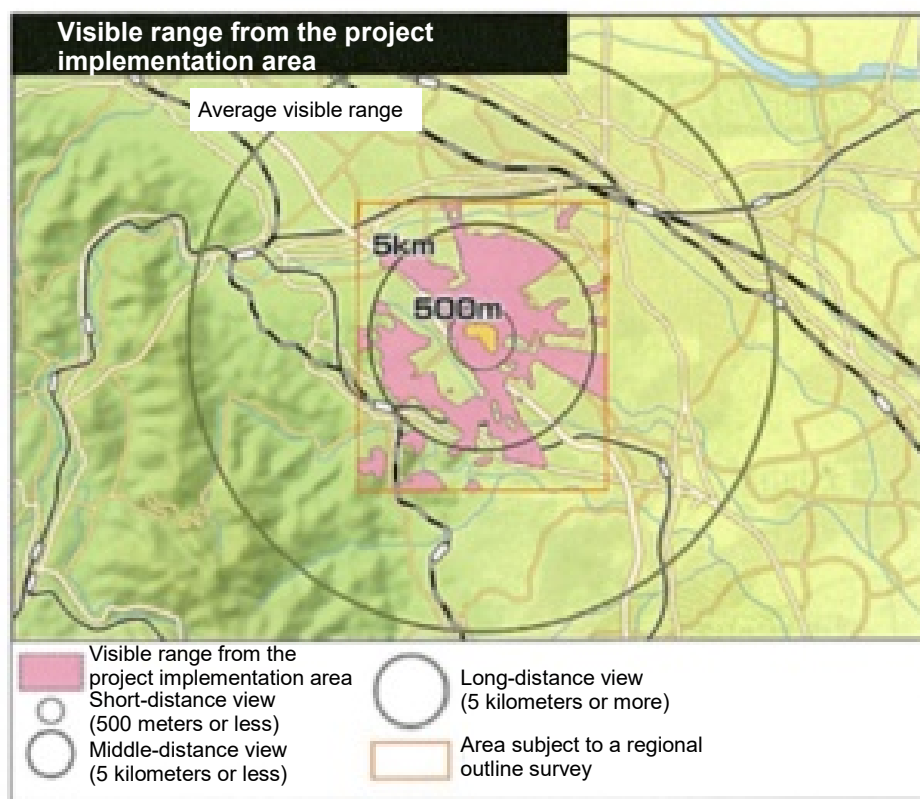 Visible range from the project
implementation area
Average visible range
5km
500m
Visible range from the
project implementation area
Short-distance view
(500 meters or less)
Middle-distance view
(5 kilometers or less)
Long-distance view
(5 kilometers or more)
Area subject to a regional
outline survey